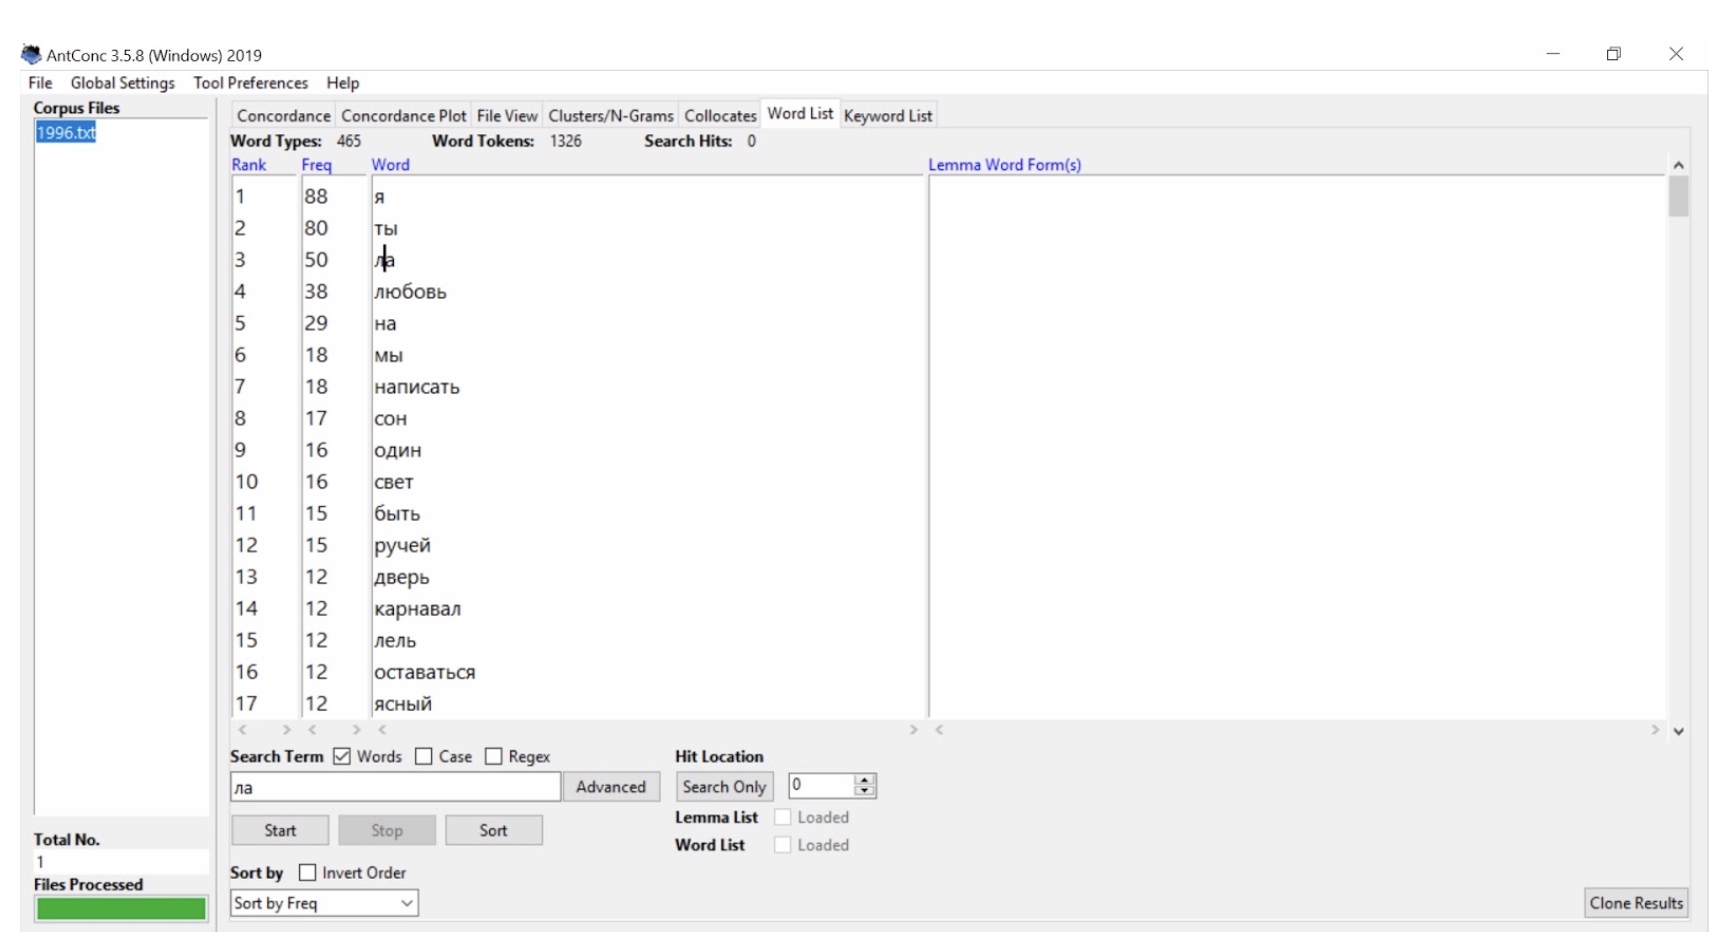 AntConc 3.5.8 (Windows) 2019
File Global Settings Tool Preferences Help
Corpus Files
1996.txt
Concordance Concordance Plot File View Clusters/N-Grams Collocates Word List Keyword List
Word Types: 465 Word Tokens: 1326 Search Hits: 0
Rank Freq Word Lemma Word Form(s)
1 88 я
2 80 ты
3 50 ла
4 38 любовь
5 29 на
6 18 мы
7 18 написать
8 17 сон
9 16 один
10 16 свет
11 15 быть
12 15 ручей
13 12 дверь
14 12 карнавал
15 12 лель
16 12 оставаться
17 12 ясный
Search Term Words Case Regex Hit Location
ла Advanced Search Only 0
Start Stop Sort Lemma List Loaded
Word List Loaded
Total No.
1
Files Processed
Sort by Invert Order
Sort by Freq Clone Results